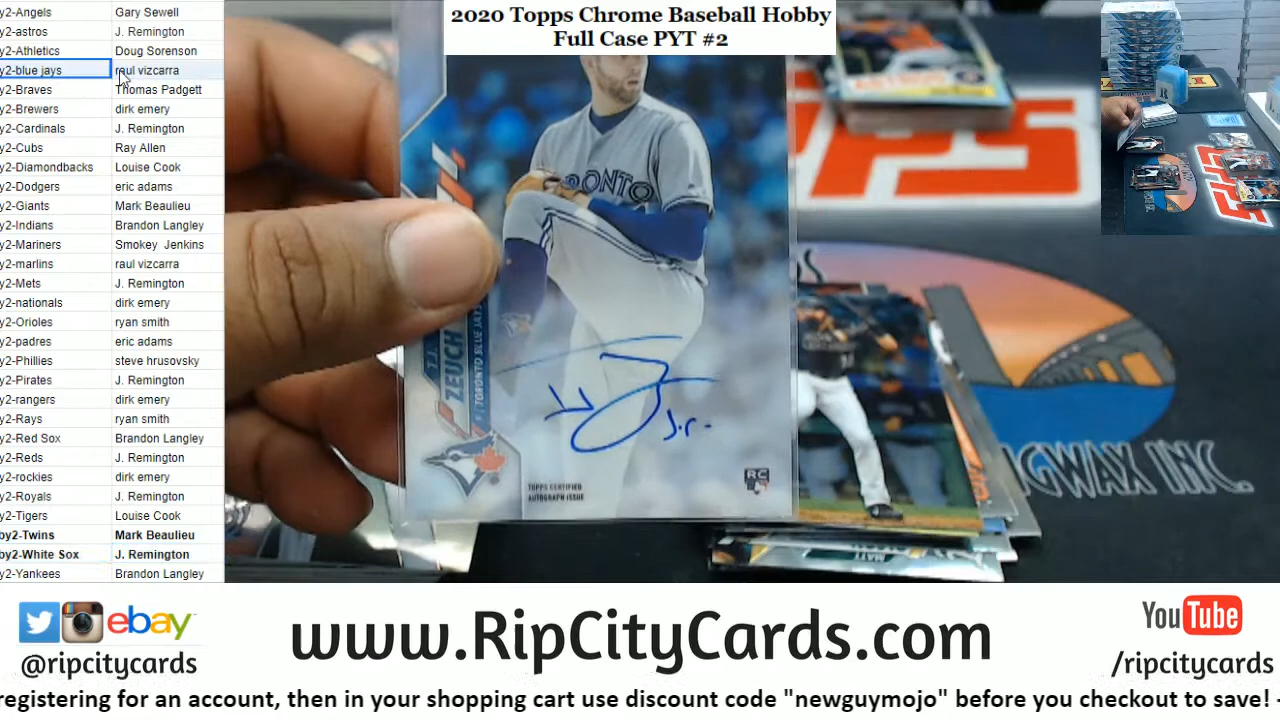 2020 Topps Chrome Baseball Hobby
Full Case PYT #2
y2-Angels Gary Sewell
y2-astros J. Remington
y2-Athletics Doug Sorenson
y2-blue jays raul vizcarra
y2-Braves Thomas Padgett
y2-Brewers dirk emery
y2-Cardinals J. Remington
y2-Cubs Ray Allen
y2-Diamondbacks Louise Cook
y2-Dodgers eric adams
y2-Giants Mark Beaulieu
y2-Indians Brandon Langley
y2-Mariners Smokey Jenkins
y2-marlins raul vizcarra
y2-Mets J. Remington
y2-nationals dirk emery
y2-Orioles ryan smith
y2-padres eric adams
y2-Phillies steve hrusovsky
y2-Pirates J. Remington
y2-rangers dirk emery
y2-Rays ryan smith
y2-Red Sox Brandon Langley
y2-Reds J. Remington
y2-rockies dirk emery
y2-Royals J. Remington
y2-Tigers Louise Cook
by2-Twins Mark Beaulieu
by2-White Sox J. Remington
y2-Yankees Brandon Langley
RONTO
T.J.
ZEUCH
TORONTO BLUE JAYS
TOPPS CERTIFIED
AUTOGRAPH ISSUE
RC
PPS
NGWAX INC.
ebay
@ripcitycards
www.RipCityCards.com
YouTube
/ripcitycards
registering for an account, then in your shopping cart use discount code "newguymojo" before you checkout to save! -